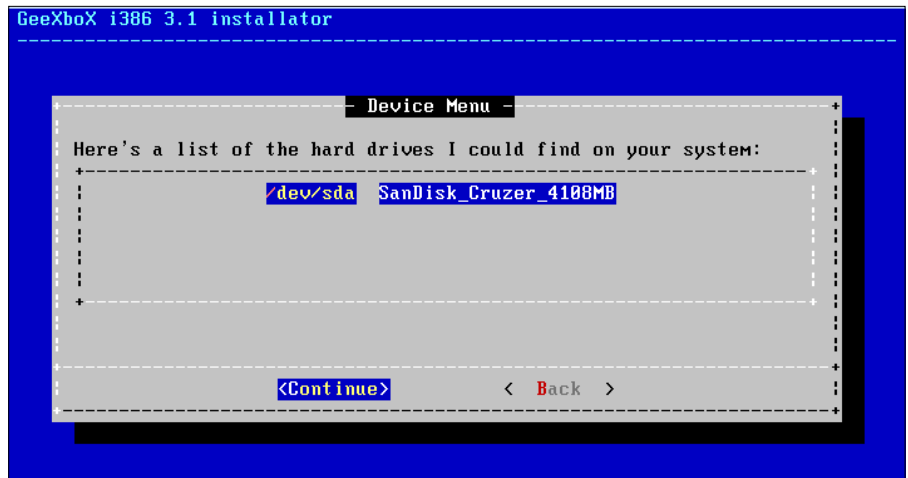 GeeXboX i386 3.1 installator
Device Menu
Here's a list of the hard drives I could find on your system:
/dev/sda SanDisk_Cruzer_4108MB
<Continue> < Back >